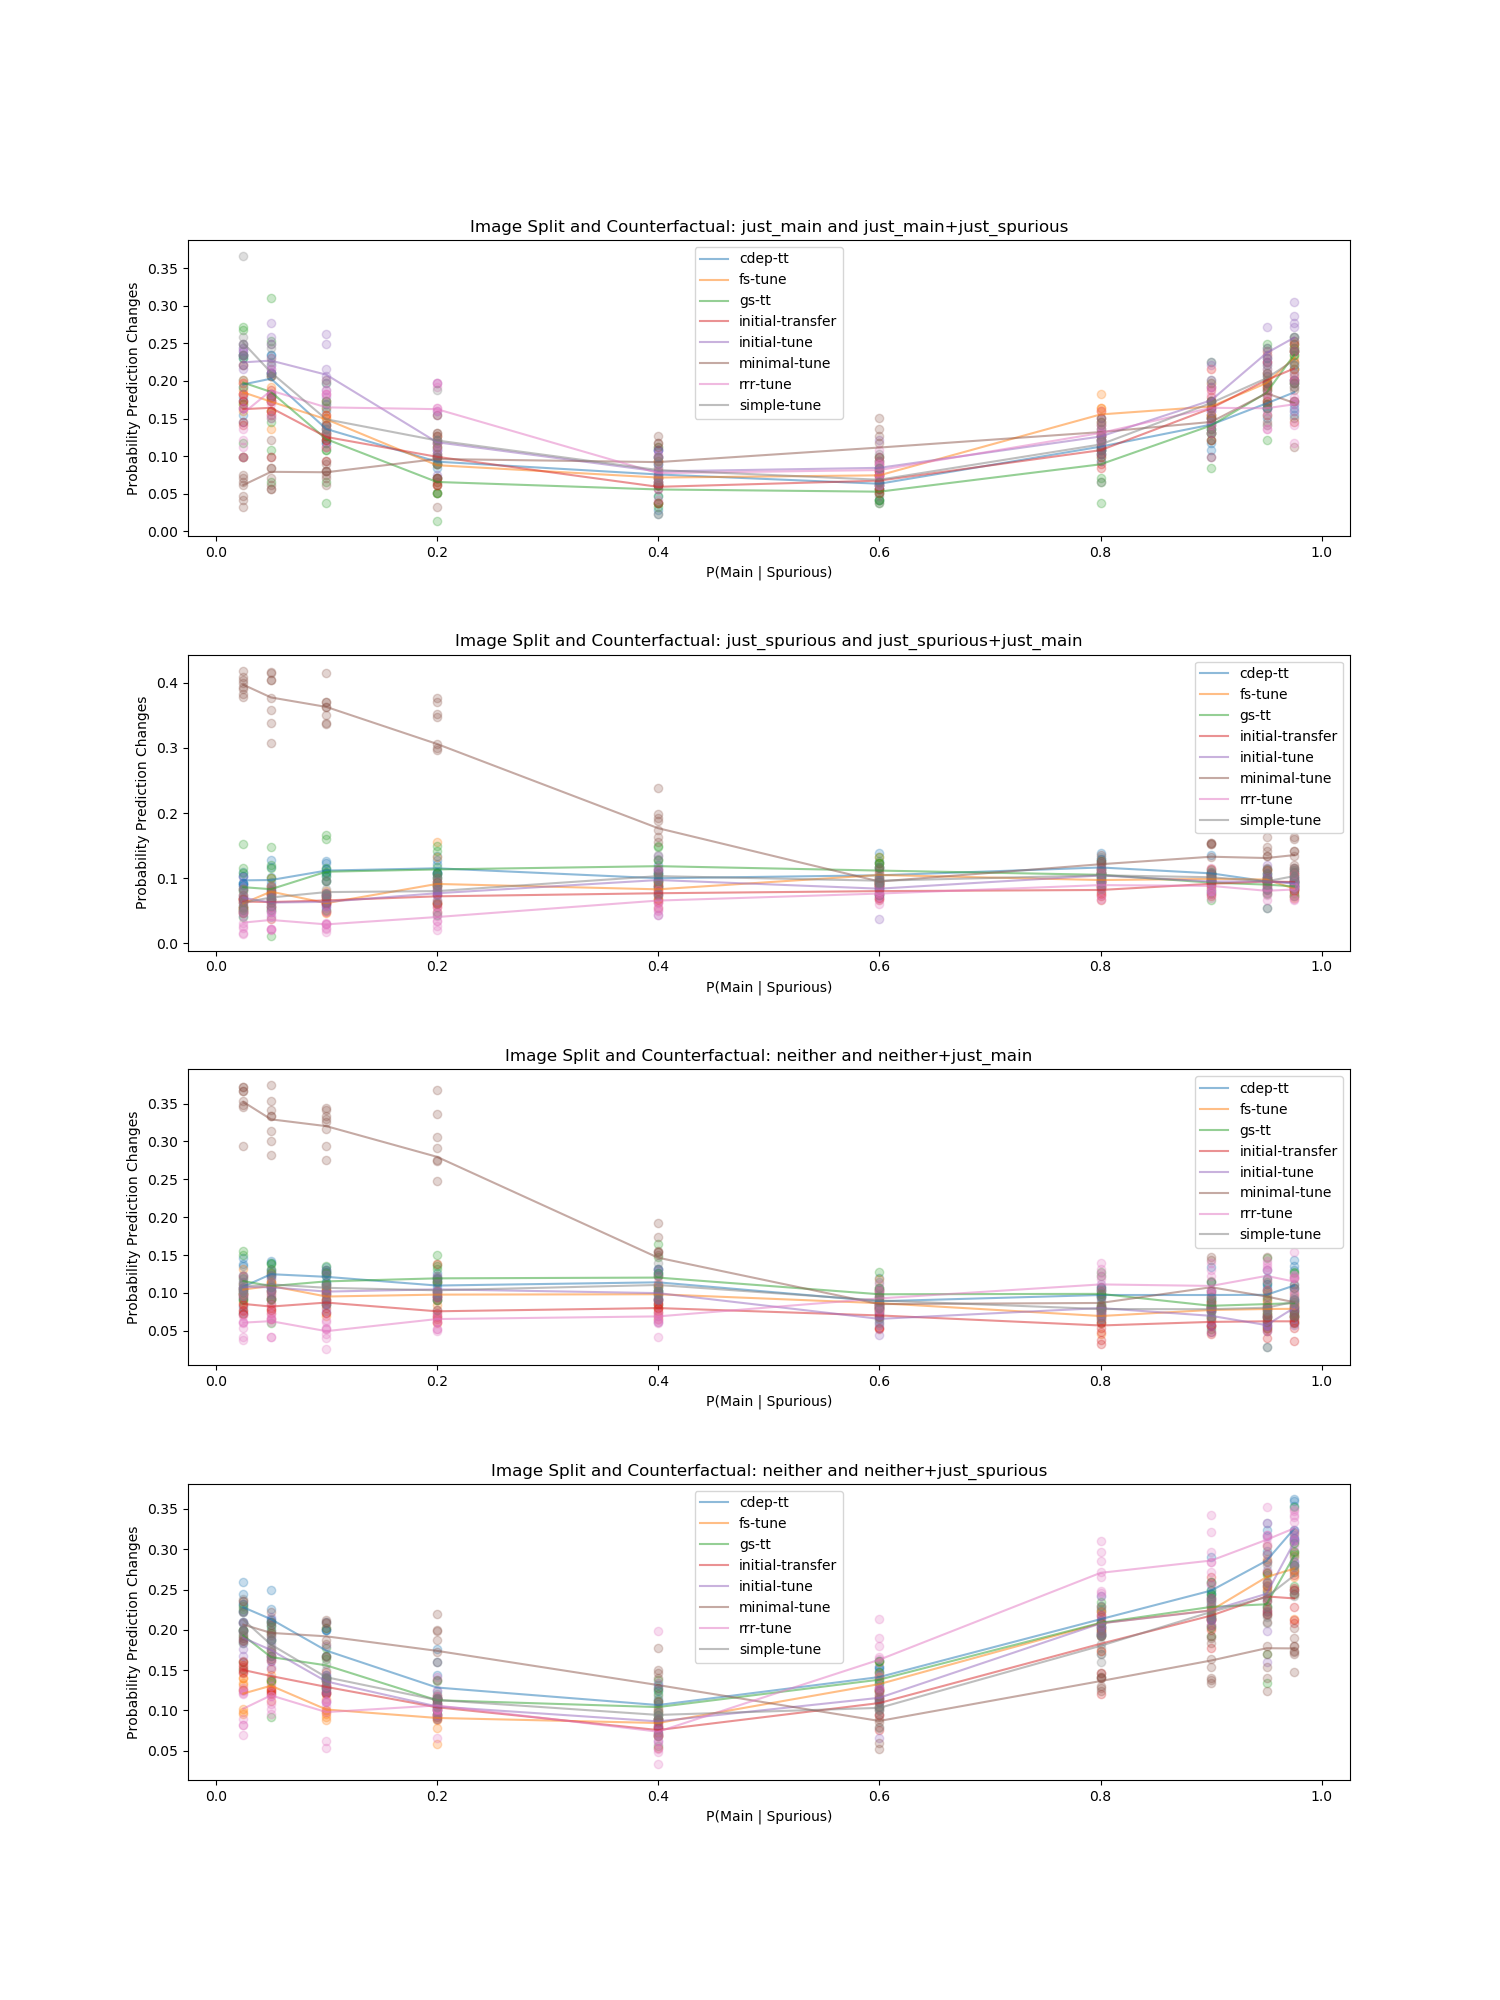 Image Split and Counterfactual: just_main and just_main+just_spurious
Probability Prediction Changes
0.35
0.30
0.25
0.20
0.15
0.10
0.05
0.00
cdep-tt
fs-tune
gs-tt
initial-transfer
initial-tune
minimal-tune
rrr-tune
simple-tune
0.0 0.2 0.4 0.6 0.8 1.0
P(Main | Spurious)
Image Split and Counterfactual: just_spurious and just_spurious+just_main
Probability Prediction Changes
0.4
0.3
0.2
0.1
0.0
cdep-tt
fs-tune
gs-tt
initial-transfer
initial-tune
minimal-tune
rrr-tune
simple-tune
0.0 0.2 0.4 0.6 0.8 1.0
P(Main | Spurious)
Image Split and Counterfactual: neither and neither+just_main
Probability Prediction Changes
0.35
0.30
0.25
0.20
0.15
0.10
0.05
cdep-tt
fs-tune
gs-tt
initial-transfer
initial-tune
minimal-tune
rrr-tune
simple-tune
0.0 0.2 0.4 0.6 0.8 1.0
P(Main | Spurious)
Image Split and Counterfactual: neither and neither+just_spurious
Probability Prediction Changes
0.35
0.30
0.25
0.20
0.15
0.10
0.05
cdep-tt
fs-tune
gs-tt
initial-transfer
initial-tune
minimal-tune
rrr-tune
simple-tune
0.0 0.2 0.4 0.6 0.8 1.0
P(Main | Spurious)